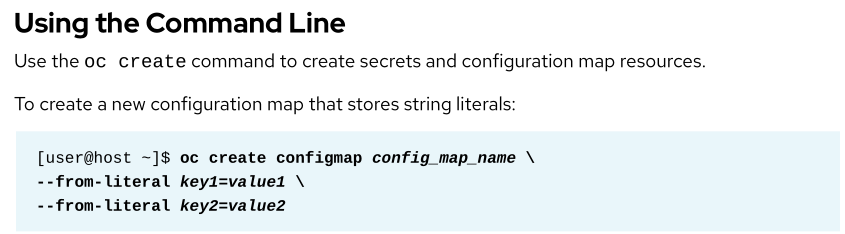 Using the Command Line
Use the oc create command to create secrets and configuration map resources.
To create a new configuration map that stores string literals:
[user@host ~]$ oc create configmap config_map_name \
--from-literal key1=value1 \
--from-literal key2=value2